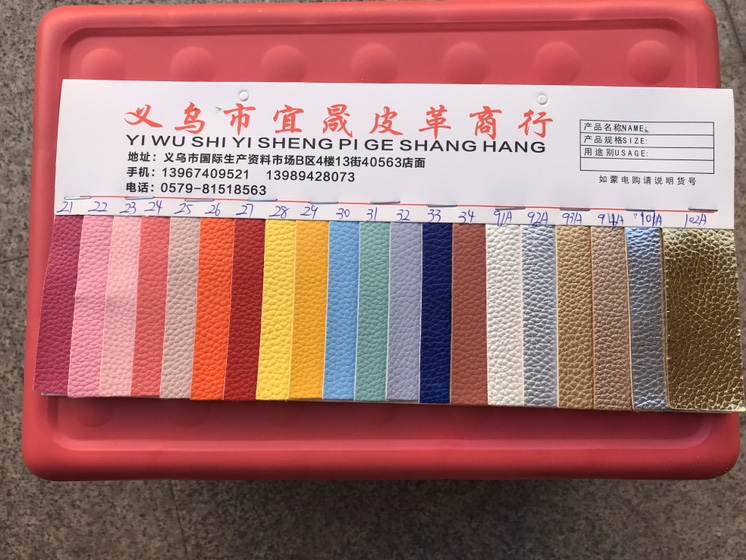 义乌市宜晟皮革商行
YI WU SHI YI SHENG PI GE SHANG HANG
地址：义乌市国际生产资料市场B区4楼13街40563店面
手机：13967409521 13989428073
电话：0579-81518563
产品名称NAME:
产品规格SIZE:
用途别USAGE:
如蒙电购请说明货号
21 22 23 24 25 26 27 28 29 30 31 32 33 34 91A 92A 93A 94A 101A 102A